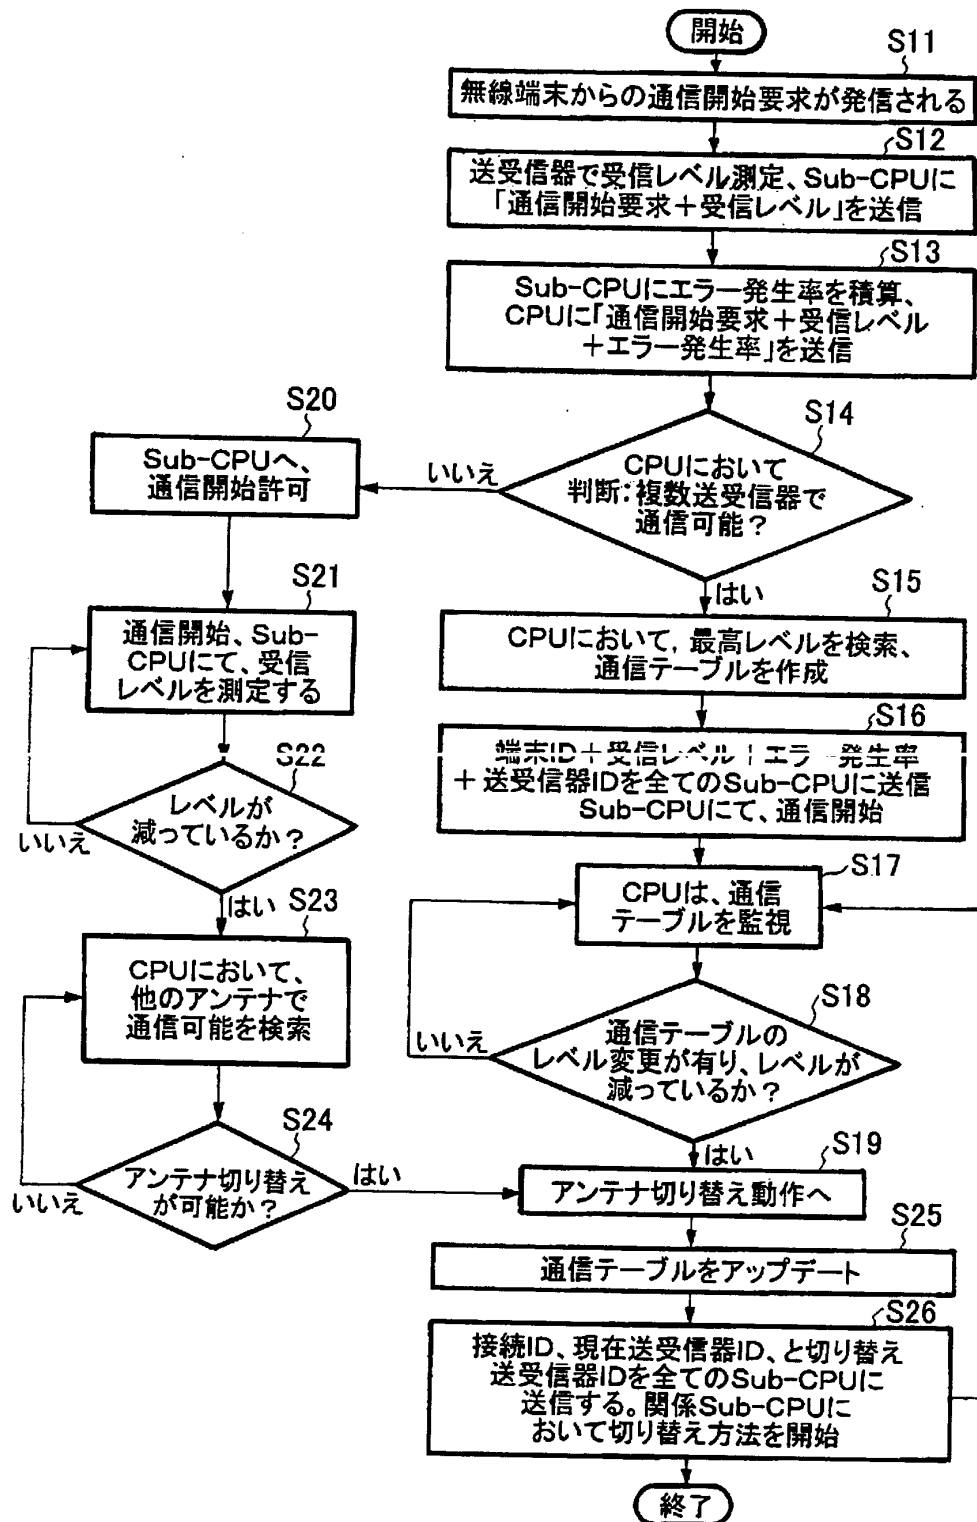 開始
S11
無線端末からの通信開始要求が発信される
S12
送受信器で受信レベル測定、Sub-CPUに
「通信開始要求+受信レベル」を送信
S13
Sub-CPUにエラー発生率を積算、
CPUに「通信開始要求+受信レベル
+エラー発生率」を送信
S14
CPUにおいて
判断:複数送受信器で
通信可能?
いいえ
はい
S20
Sub-CPUへ、
通信開始許可
S21
通信開始、Sub-
CPUにて、受信
レベルを測定する
S22
レベルが
減っているか?
いいえ
はい
S23
CPUにおいて、
他のアンテナで
通信可能を検索
S24
アンテナ切り替え
が可能か?
いいえ
はい
S15
CPUにおいて,最高レベルを検索、
通信テーブルを作成
S16
端末ID+受信レベル+エラー発生率
+送受信器IDを全てのSub-CPUに送信
Sub-CPUにて、通信開始
S17
CPUは、通信
テーブルを監視
S18
通信テーブルの
レベル変更が有り、レベルが
減っているか?
いいえ
はい
S19
アンテナ切り替え動作へ
S25
通信テーブルをアップデート
S26
接続ID、現在送受信器ID、と切り替え
送受信器IDを全てのSub-CPUに
送信する。関係Sub-CPUに
おいて切り替え方法を開始
終了